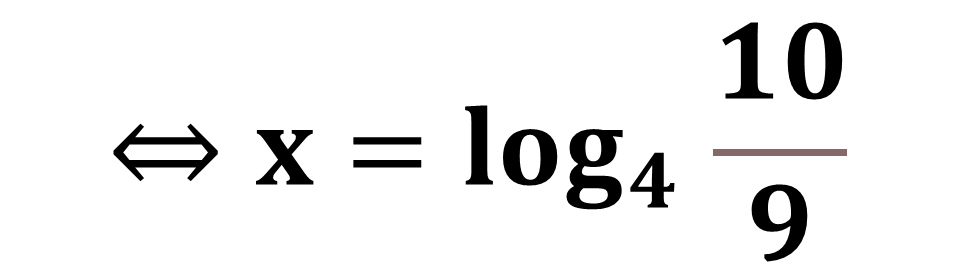 ⇔ x = log₄ 10/9